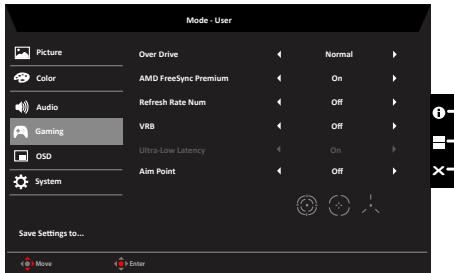 Mode - User
Picture
Color
Audio
Gaming
OSD
System
Save Settings to...
Over Drive Normal
AMD FreeSync Premium On
Refresh Rate Num Off
VRB Off
Ultra-Low Latency On
Aim Point Off
Move Enter